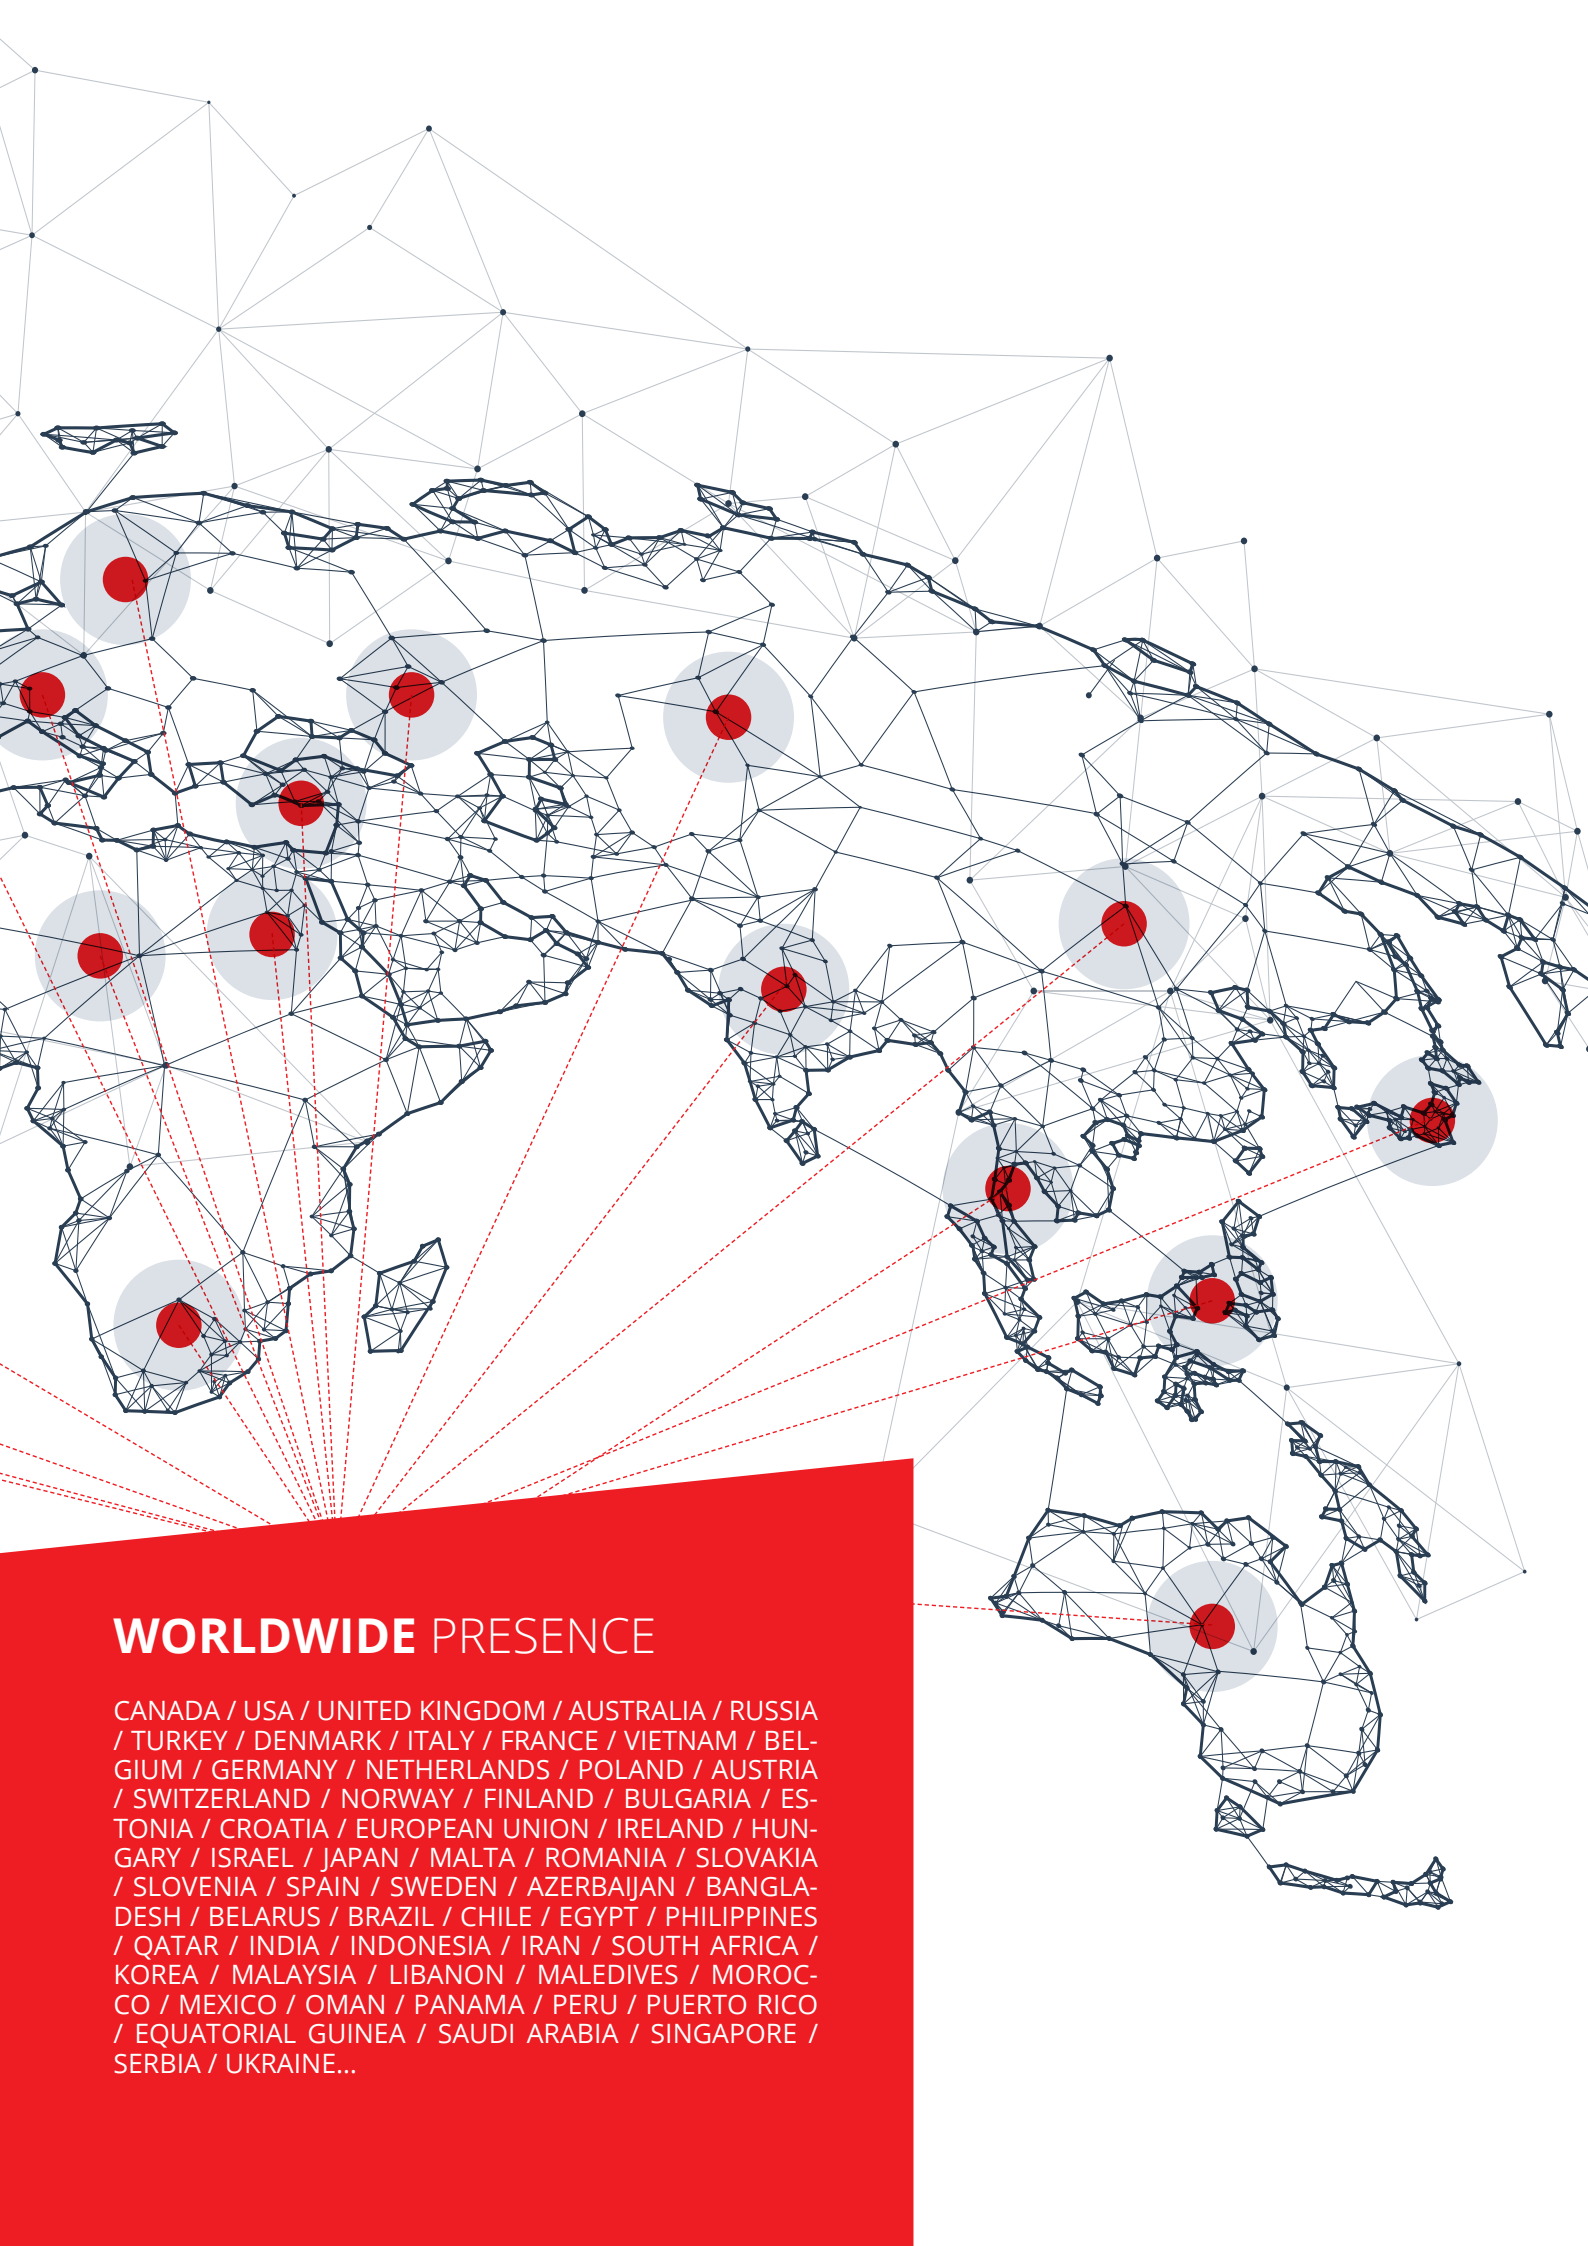 WORLDWIDE PRESENCE
CANADA / USA / UNITED KINGDOM / AUSTRALIA / RUSSIA
/ TURKEY / DENMARK / ITALY / FRANCE / VIETNAM / BEL-
GIUM / GERMANY / NETHERLANDS / POLAND / AUSTRIA
/ SWITZERLAND / NORWAY / FINLAND / BULGARIA / ES-
TONIA / CROATIA / EUROPEAN UNION / IRELAND / HUN-
GARY / ISRAEL / JAPAN / MALTA / ROMANIA / SLOVAKIA
/ SLOVENIA / SPAIN / SWEDEN / AZERBAIJAN / BANGLA-
DESH / BELARUS / BRAZIL / CHILE / EGYPT / PHILIPPINES
/ QATAR / INDIA / INDONESIA / IRAN / SOUTH AFRICA /
KOREA / MALAYSIA / LIBANON / MALEDIVES / MOROC-
CO / MEXICO / OMAN / PANAMA / PERU / PUERTO RICO
/ EQUATORIAL GUINEA / SAUDI ARABIA / SINGAPORE /
SERBIA / UKRAINE...